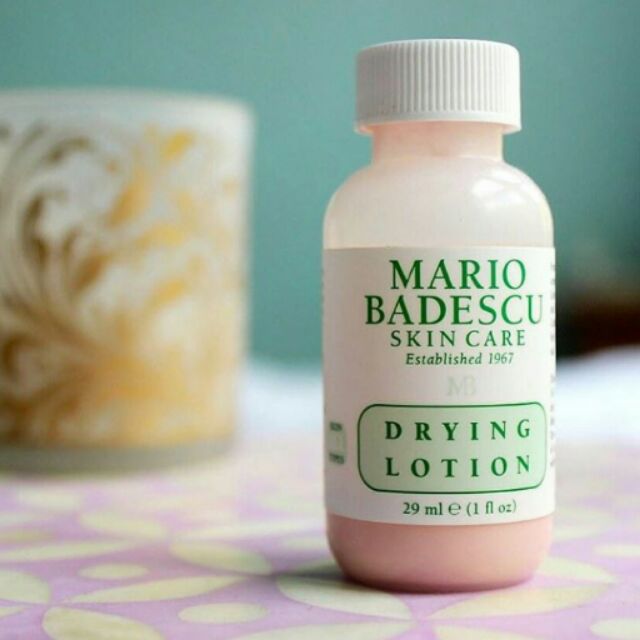 MARIO
BADESCU
SKIN CARE
Established 1967
MB
DRYING
LOTION
29 ml e (1 fl oz)